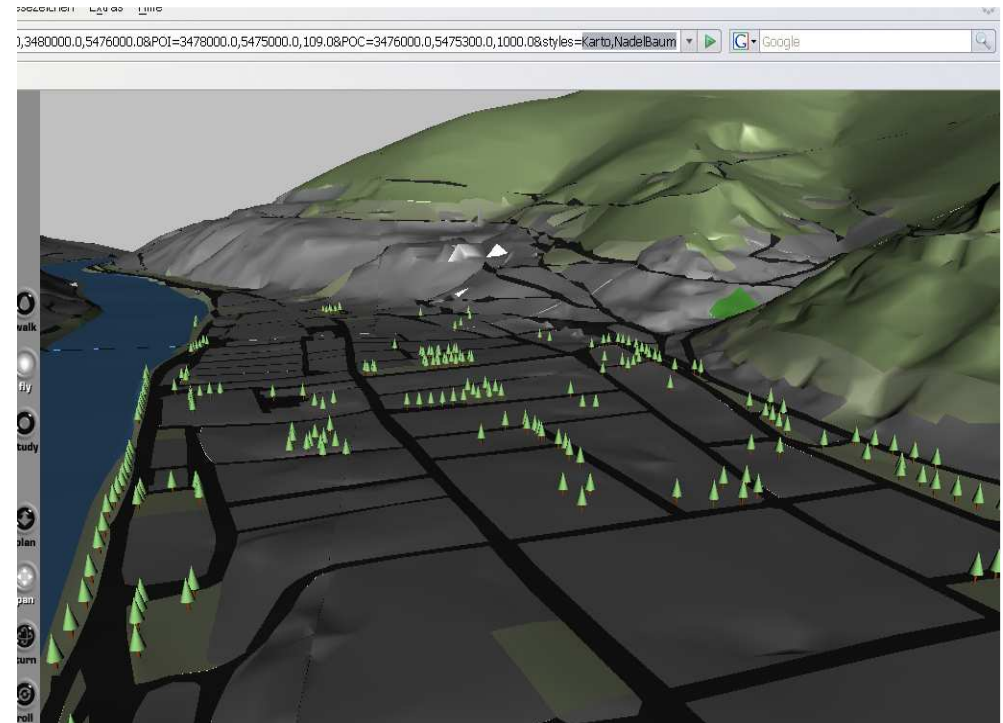 Extras Hilfe
0,3480000.0,5476000.0&POI=3478000.0,5475000.0,109.0&POC=3476000.0,5475300.0,1000.0&styles=Karto,NadelBaum
G Google
walk
fly
study
plan
pan
turn
roll